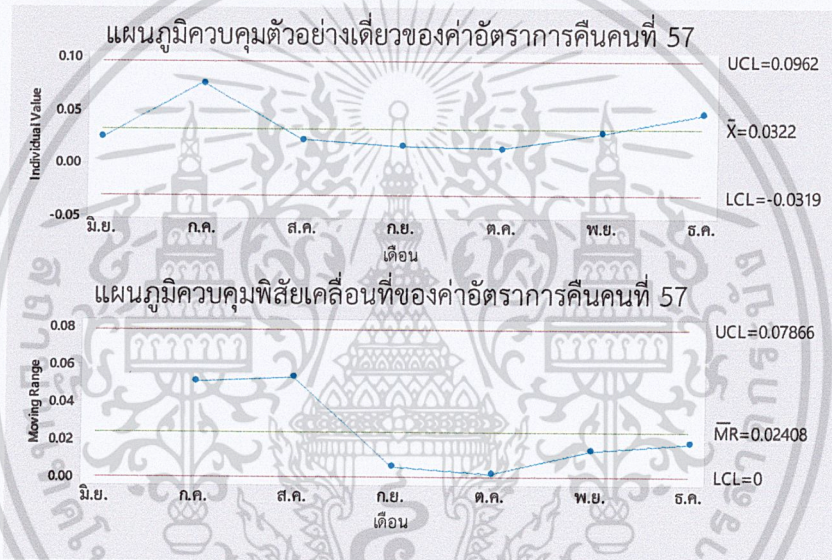 แผนภูมิควบคุมตัวอย่างเดี่ยวของค่าอัตราการคืนคนที่ 57
Individual Value
0.10
0.05
0.00
-0.05
UCL=0.0962
X̄=0.0322
LCL=-0.0319
มิ.ย. ก.ค. ส.ค. ก.ย. ต.ค. พ.ย. ธ.ค.
เดือน
แผนภูมิควบคุมพิสัยเคลื่อนที่ของค่าอัตราการคืนคนที่ 57
Moving Range
0.08
0.06
0.04
0.02
0.00
UCL=0.07866
M̅R̅=0.02408
LCL=0
มิ.ย. ก.ค. ส.ค. ก.ย. ต.ค. พ.ย. ธ.ค.
เดือน